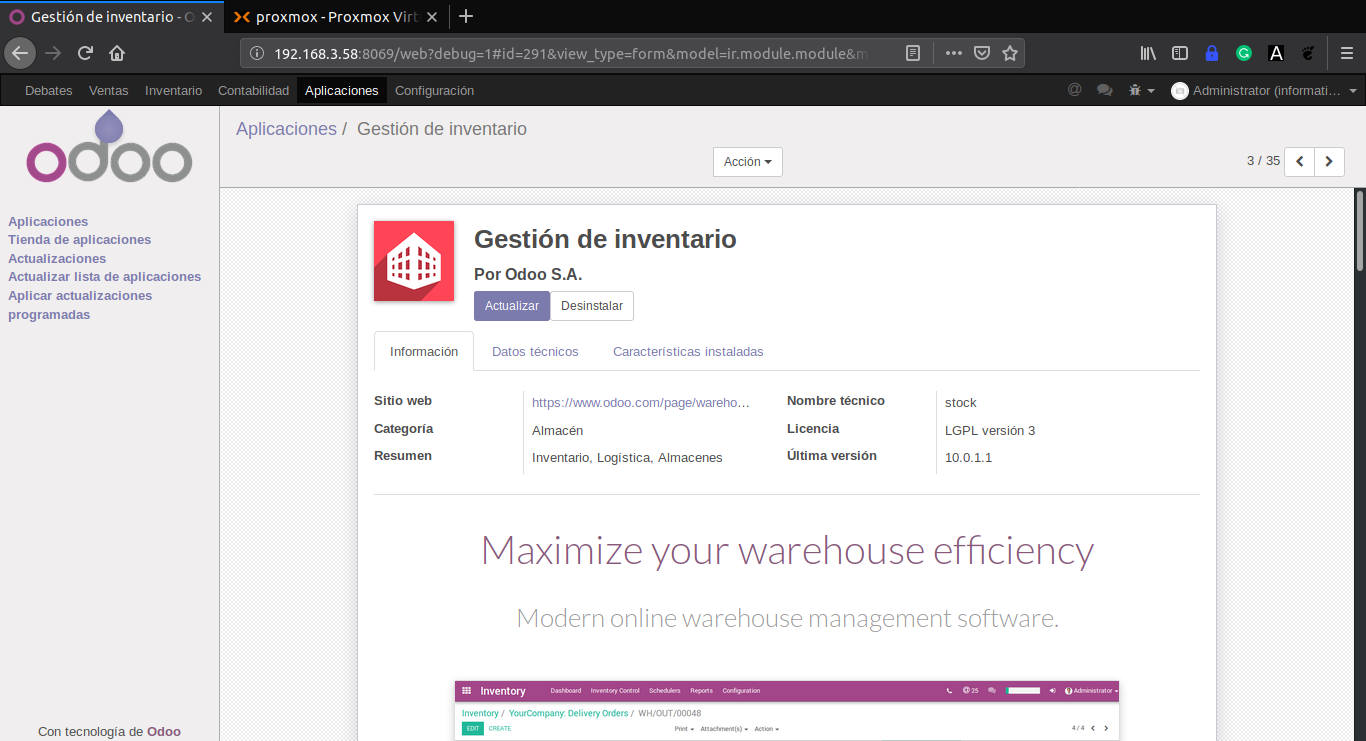 Gestión de inventario - O
proxmox - Proxmox Virt
192.168.3.58:8069/web?debug=1#id=291&view_type=form&model=ir.module.module&m
Debates Ventas Inventario Contabilidad Aplicaciones Configuración
Administrator (informati...
odoo
Aplicaciones / Gestión de inventario
Acción
3 / 35
Aplicaciones
Tienda de aplicaciones
Actualizaciones
Actualizar lista de aplicaciones
Aplicar actualizaciones
programadas
Gestión de inventario
Por Odoo S.A.
Actualizar Desinstalar
Información Datos técnicos Características instaladas
Sitio web https://www.odoo.com/page/wareho... Nombre técnico stock
Categoría Almacén Licencia LGPL versión 3
Resumen Inventario, Logística, Almacenes Última versión 10.0.1.1
Maximize your warehouse efficiency
Modern online warehouse management software.
Inventory Dashboard Inventory Control Schedulers Reports Configuration @ 25 Administrator
Inventory / YourCompany: Delivery Orders / WH/OUT/00048
EDIT CREATE Print Attachment(s) Action 4 / 4
Con tecnología de Odoo